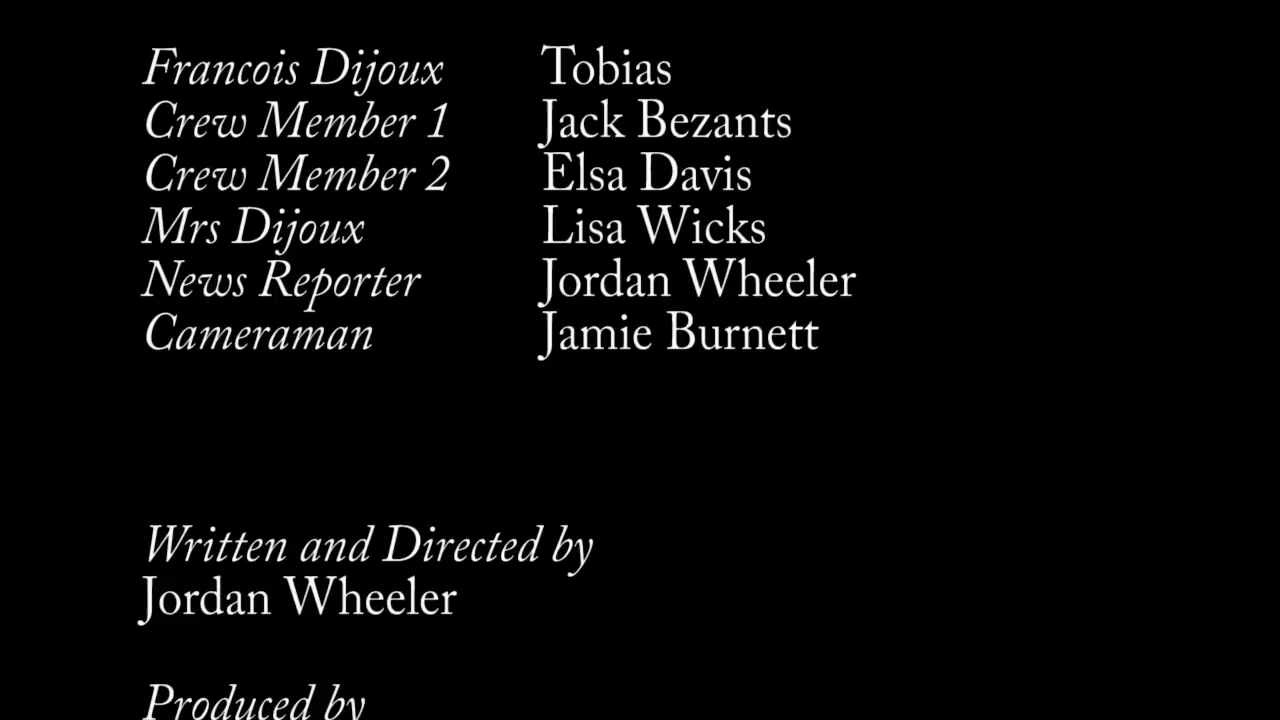 Francois Dijoux Tobias
Crew Member 1 Jack Bezants
Crew Member 2 Elsa Davis
Mrs Dijoux Lisa Wicks
News Reporter Jordan Wheeler
Cameraman Jamie Burnett
Written and Directed by
Jordan Wheeler
Produced by